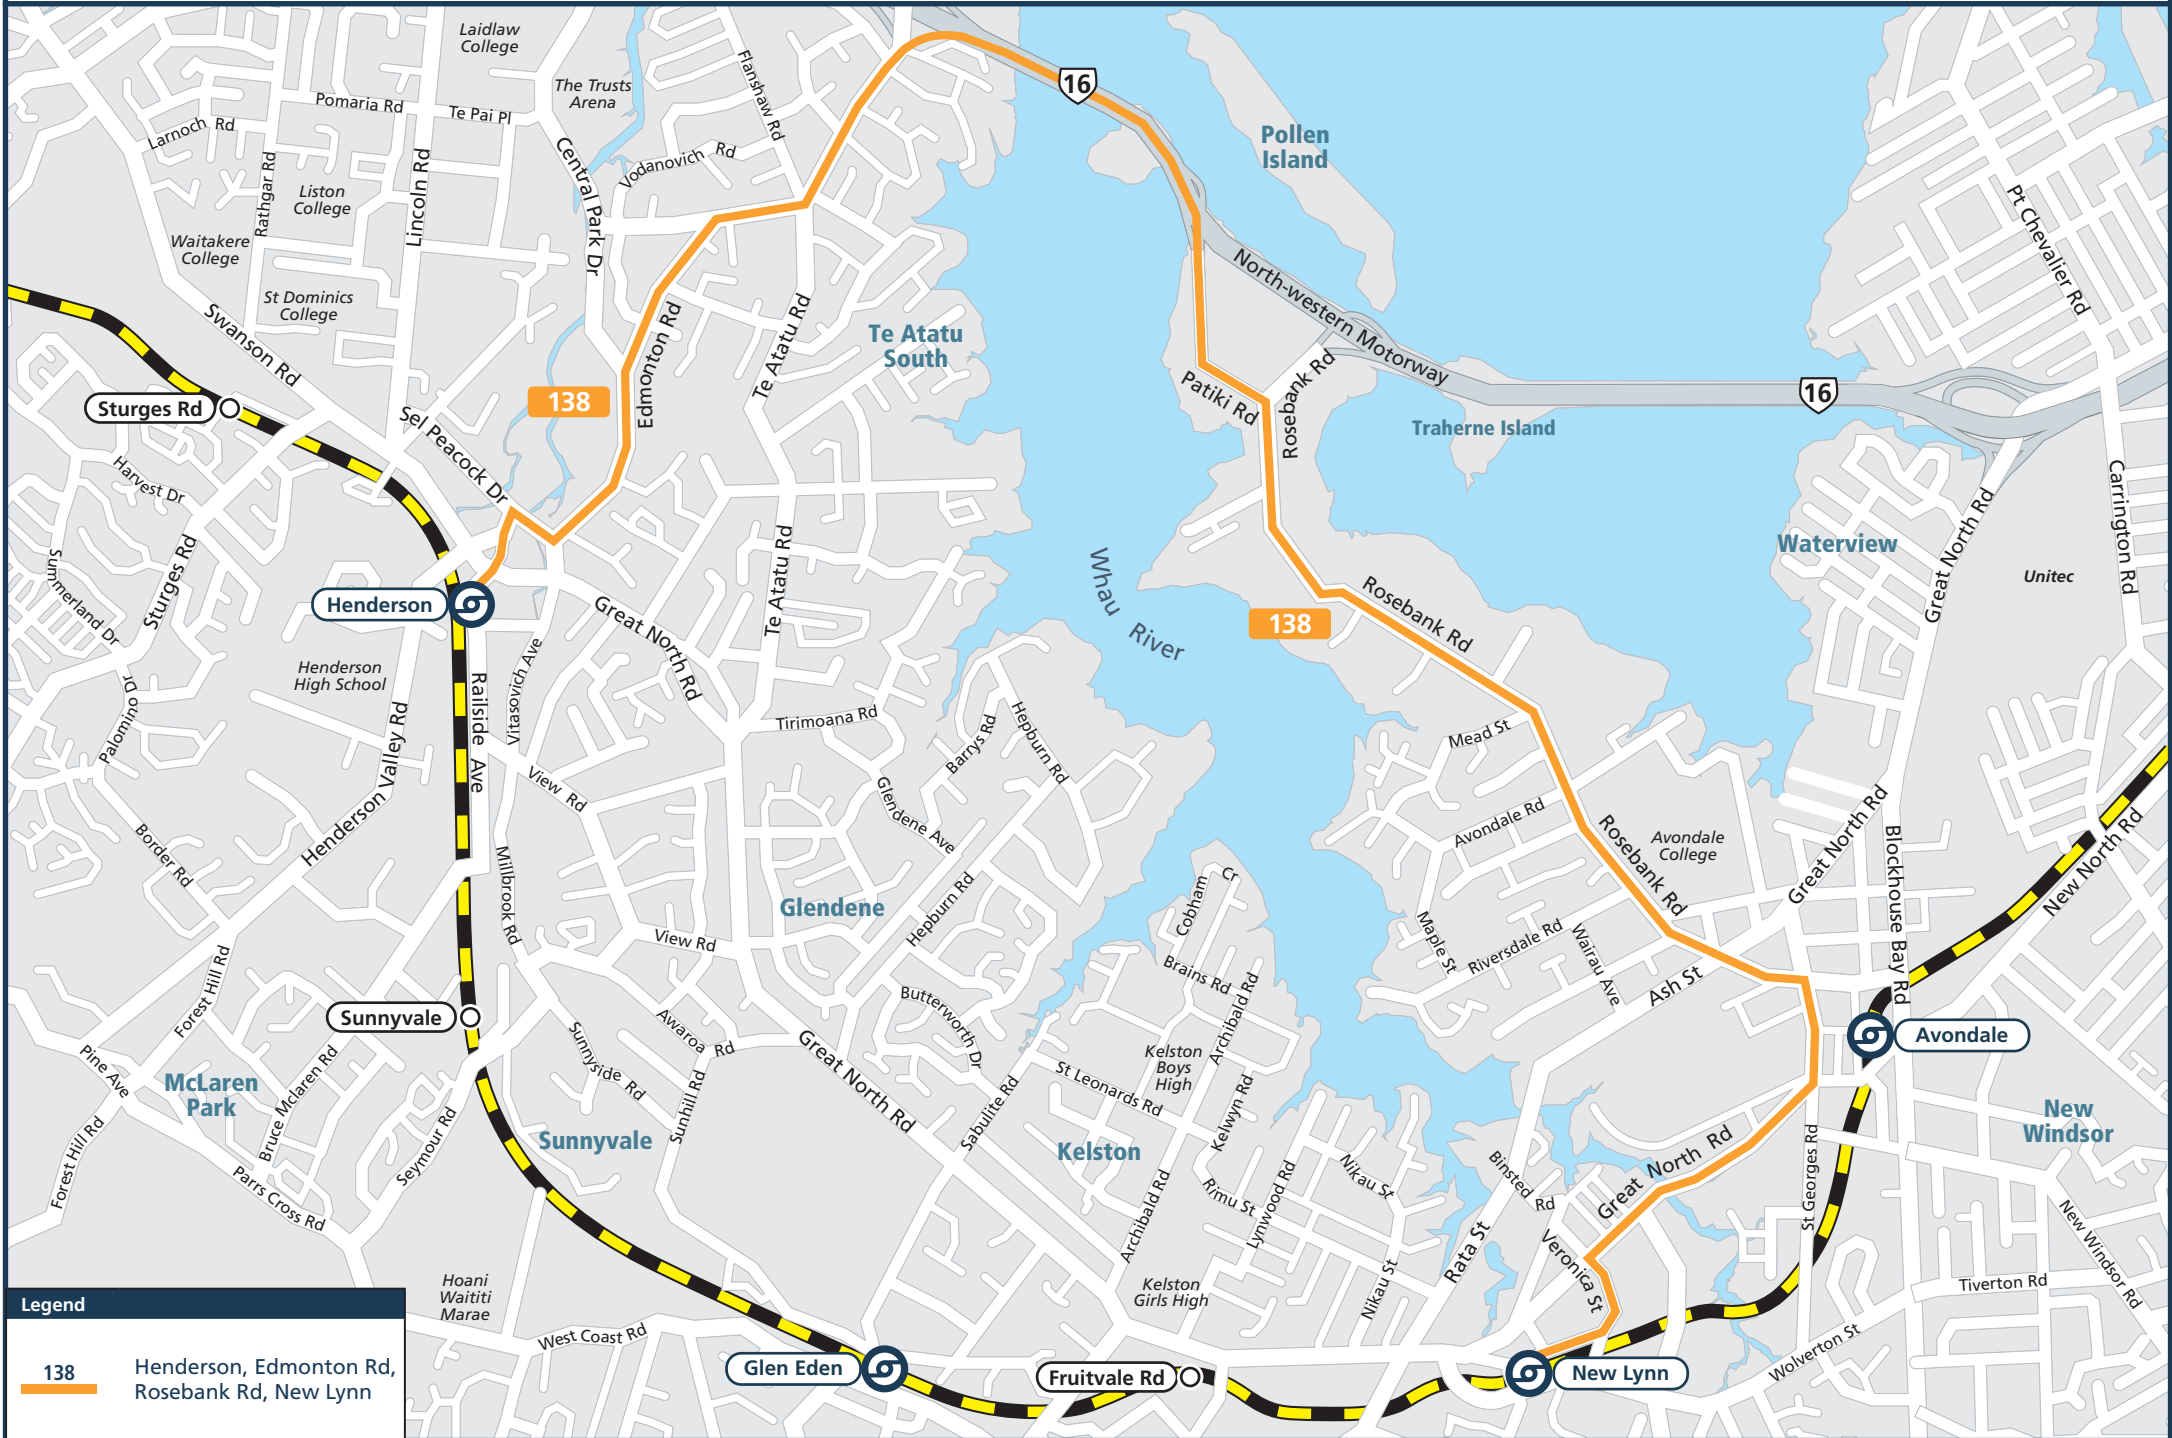 Laidlaw
College
The Trusts
Arena
Flanshaw Rd
16
Pomaria Rd
Te Pai Pl
Larnoch Rd
Rathgar Rd
Liston
College
Lincoln Rd
Central Park Dr
Vodanovich Rd
Pollen
Island
Pt Chevalier Rd
Waitakere
College
St Dominics
College
Swanson Rd
North-western Motorway
Te Atatu
South
Te Atatu Rd
Edmonton Rd
138
Sturges Rd
Sel Peacock Dr
Patiki Rd
Rosebank Rd
Traherne Island
16
Harvest Dr
Carrington Rd
Great North Rd
Waterview
Unitec
Summerland Dr
Sturges Rd
Henderson
Great North Rd
Te Atatu Rd
Whau
River
138
Rosebank Rd
Henderson
High School
Railside Ave
Vitasovich Ave
Palomino Dr
Henderson Valley Rd
Tirimoana Rd
Barrys Rd
Hepburn Rd
Mead St
View Rd
Glendene Ave
Avondale Rd
Rosebank Rd
Avondale
College
Great North Rd
Blockhouse Bay Rd
New North Rd
Border Rd
Millbrook Rd
Glendene
Hepburn Rd
Cobham Cr
Maple St
Riversdale Rd
Wairau Ave
Ash St
View Rd
Brains Rd
Archibald Rd
Forest Hill Rd
Sunnyvale
Butterworth Dr
Awaroa Rd
Sunnyside Rd
Great North Rd
Kelston
Boys
High
Avondale
Pine Ave
McLaren
Park
Bruce Mclaren Rd
St Leonards Rd
Kelwyn Rd
Sabulite Rd
Sunhill Rd
Sunnyvale
Kelston
New
Windsor
Forest Hill Rd
Seymour Rd
Parrs Cross Rd
Archibald Rd
Rimu St
Lynwood Rd
Nikau St
Binsted Rd
Great North Rd
St Georges Rd
New Windsor Rd
Rata St
Veronica St
Nikau St
Kelston
Girls High
Hoani
Waititi
Marae
Tiverton Rd
Wolverton St
West Coast Rd
Glen Eden
Fruitvale Rd
New Lynn
Legend
138
Henderson, Edmonton Rd,
Rosebank Rd, New Lynn